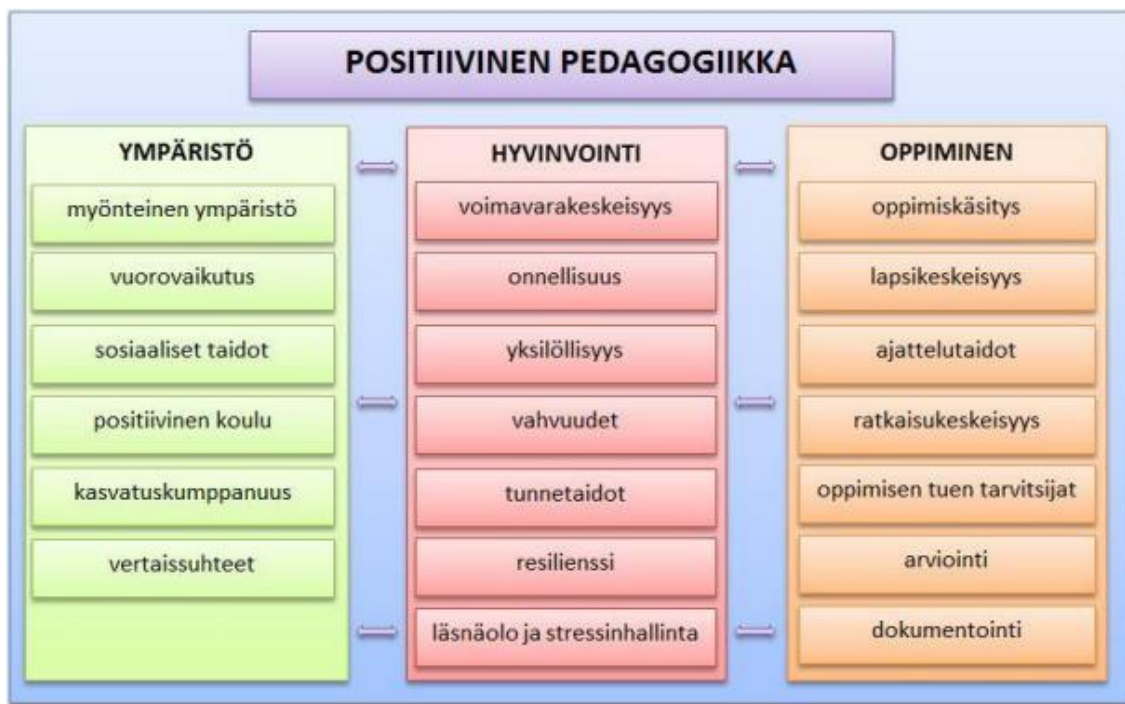 POSITIIVINEN PEDAGOGIIKKA
YMPÄRISTÖ
myönteinen ympäristö
vuorovaikutus
sosiaaliset taidot
positiivinen koulu
kasvatuskumppanuus
vertaissuhteet
HYVINVOINTI
voimavarakeskeisyys
onnellisuus
yksilöllisyys
vahvuudet
tunnetaidot
resilienssi
läsnäolo ja stressinhallinta
OPPIMINEN
oppimiskäsitys
lapsikeskeisyys
ajattelutaidot
ratkaisukeskeisyys
oppimisen tuen tarvitsijat
arviointi
dokumentointi